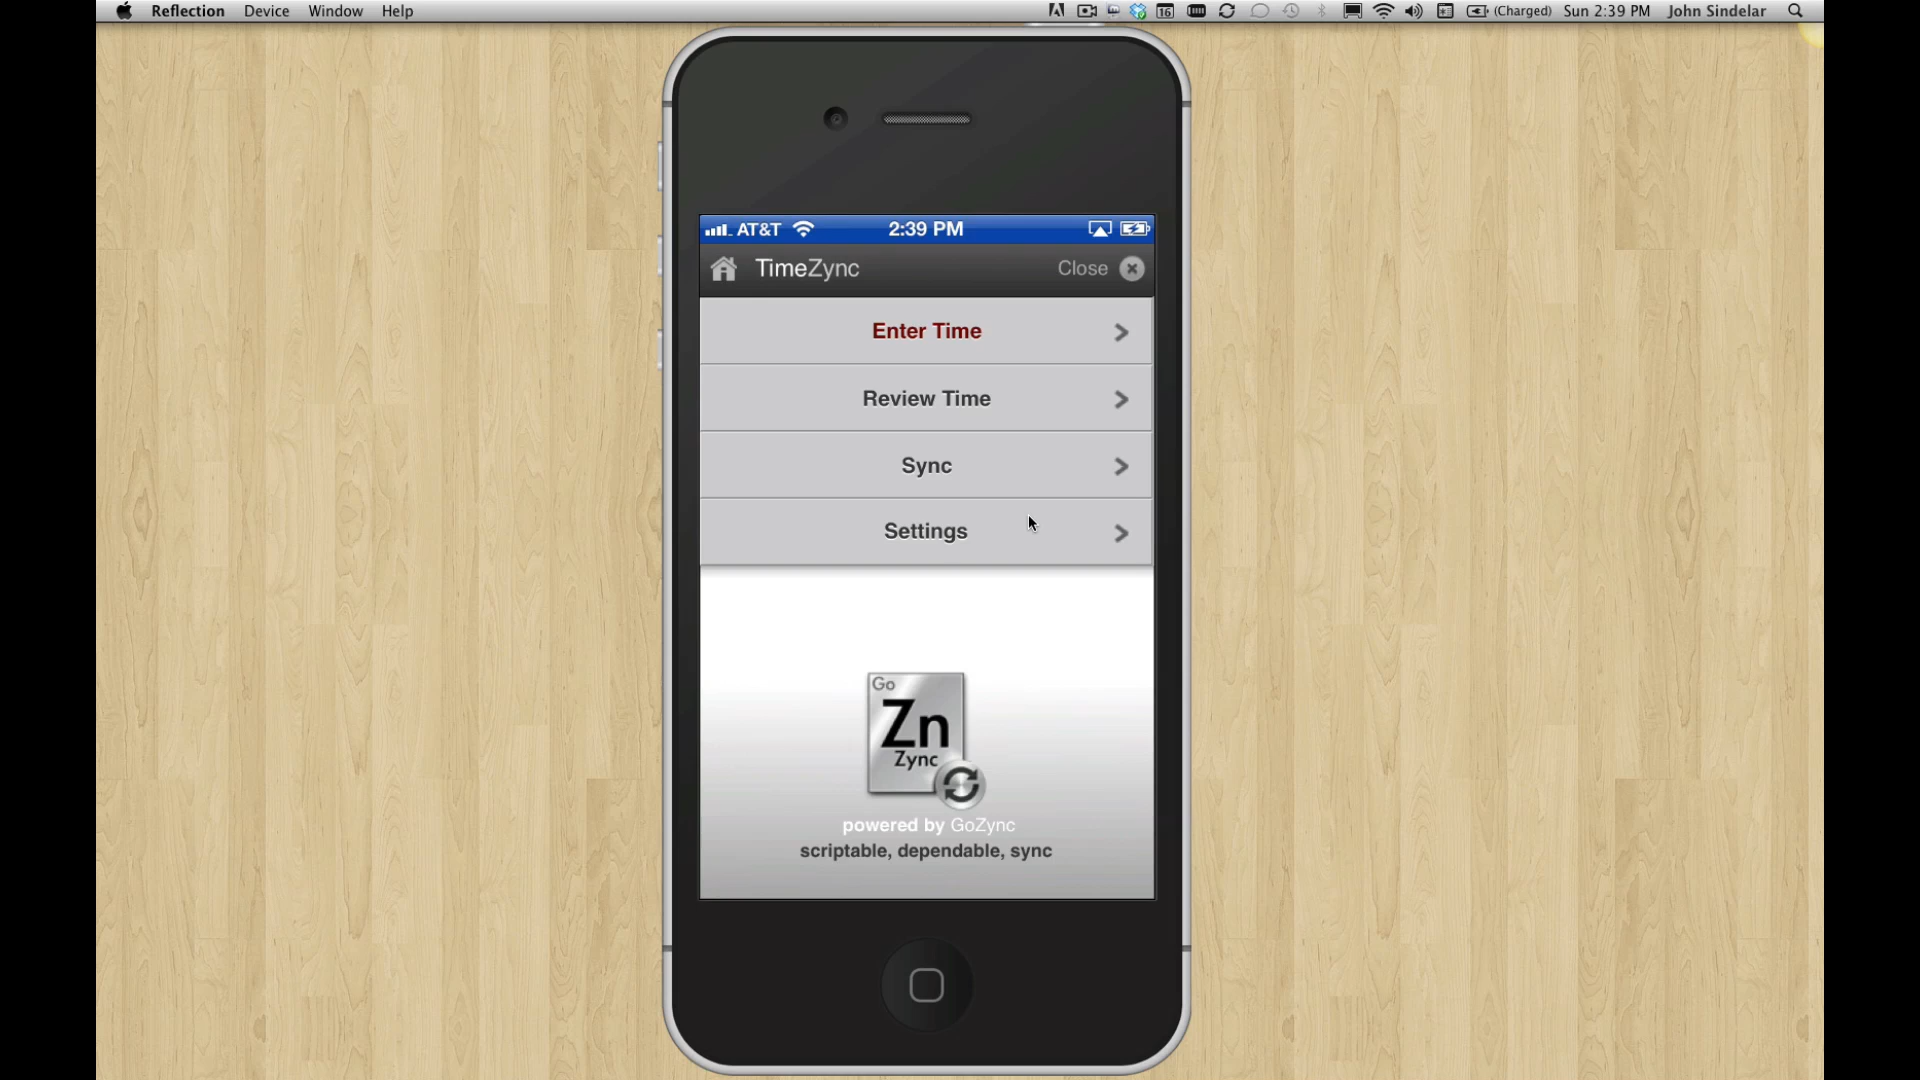 Reflection Device Window Help 16 (Charged) Sun 2:39 PM John Sindelar
AT&T 2:39 PM
TimeZync Close
Enter Time
Review Time
Sync
Settings
Go
Zn
Zync
powered by GoZync
scriptable, dependable, sync